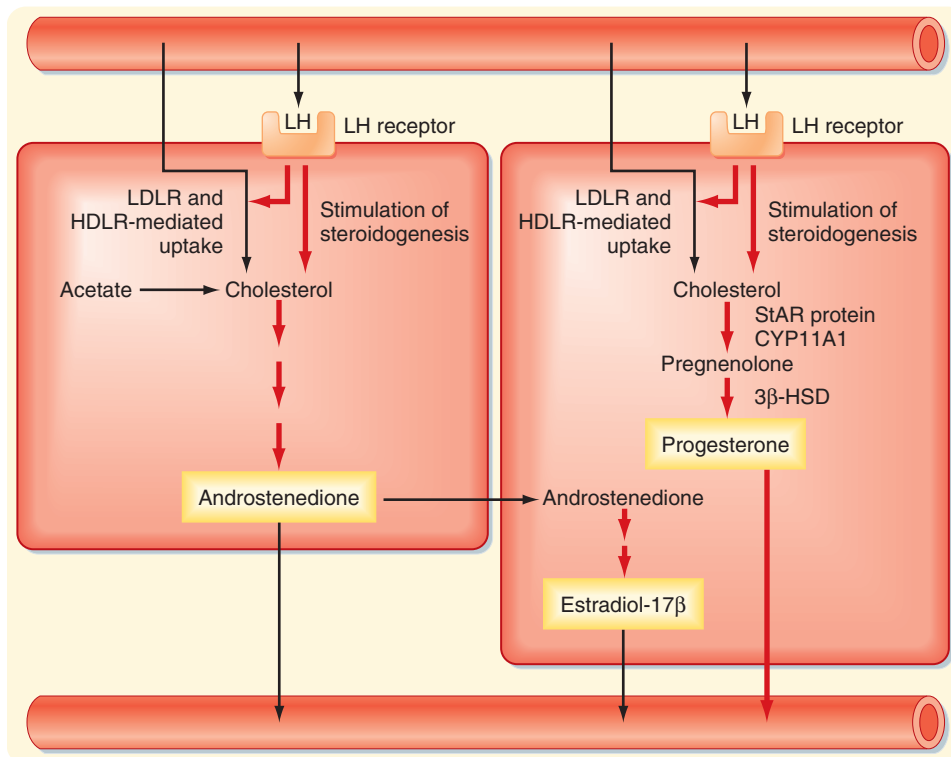 LH
LH receptor
LDLR and
HDLR-mediated
uptake
Stimulation of
steroidogenesis
Acetate
Cholesterol
Androstenedione
LH
LH receptor
LDLR and
HDLR-mediated
uptake
Stimulation of
steroidogenesis
Cholesterol
StAR protein
CYP11A1
Pregnenolone
3β-HSD
Progesterone
Androstenedione
Estradiol-17β